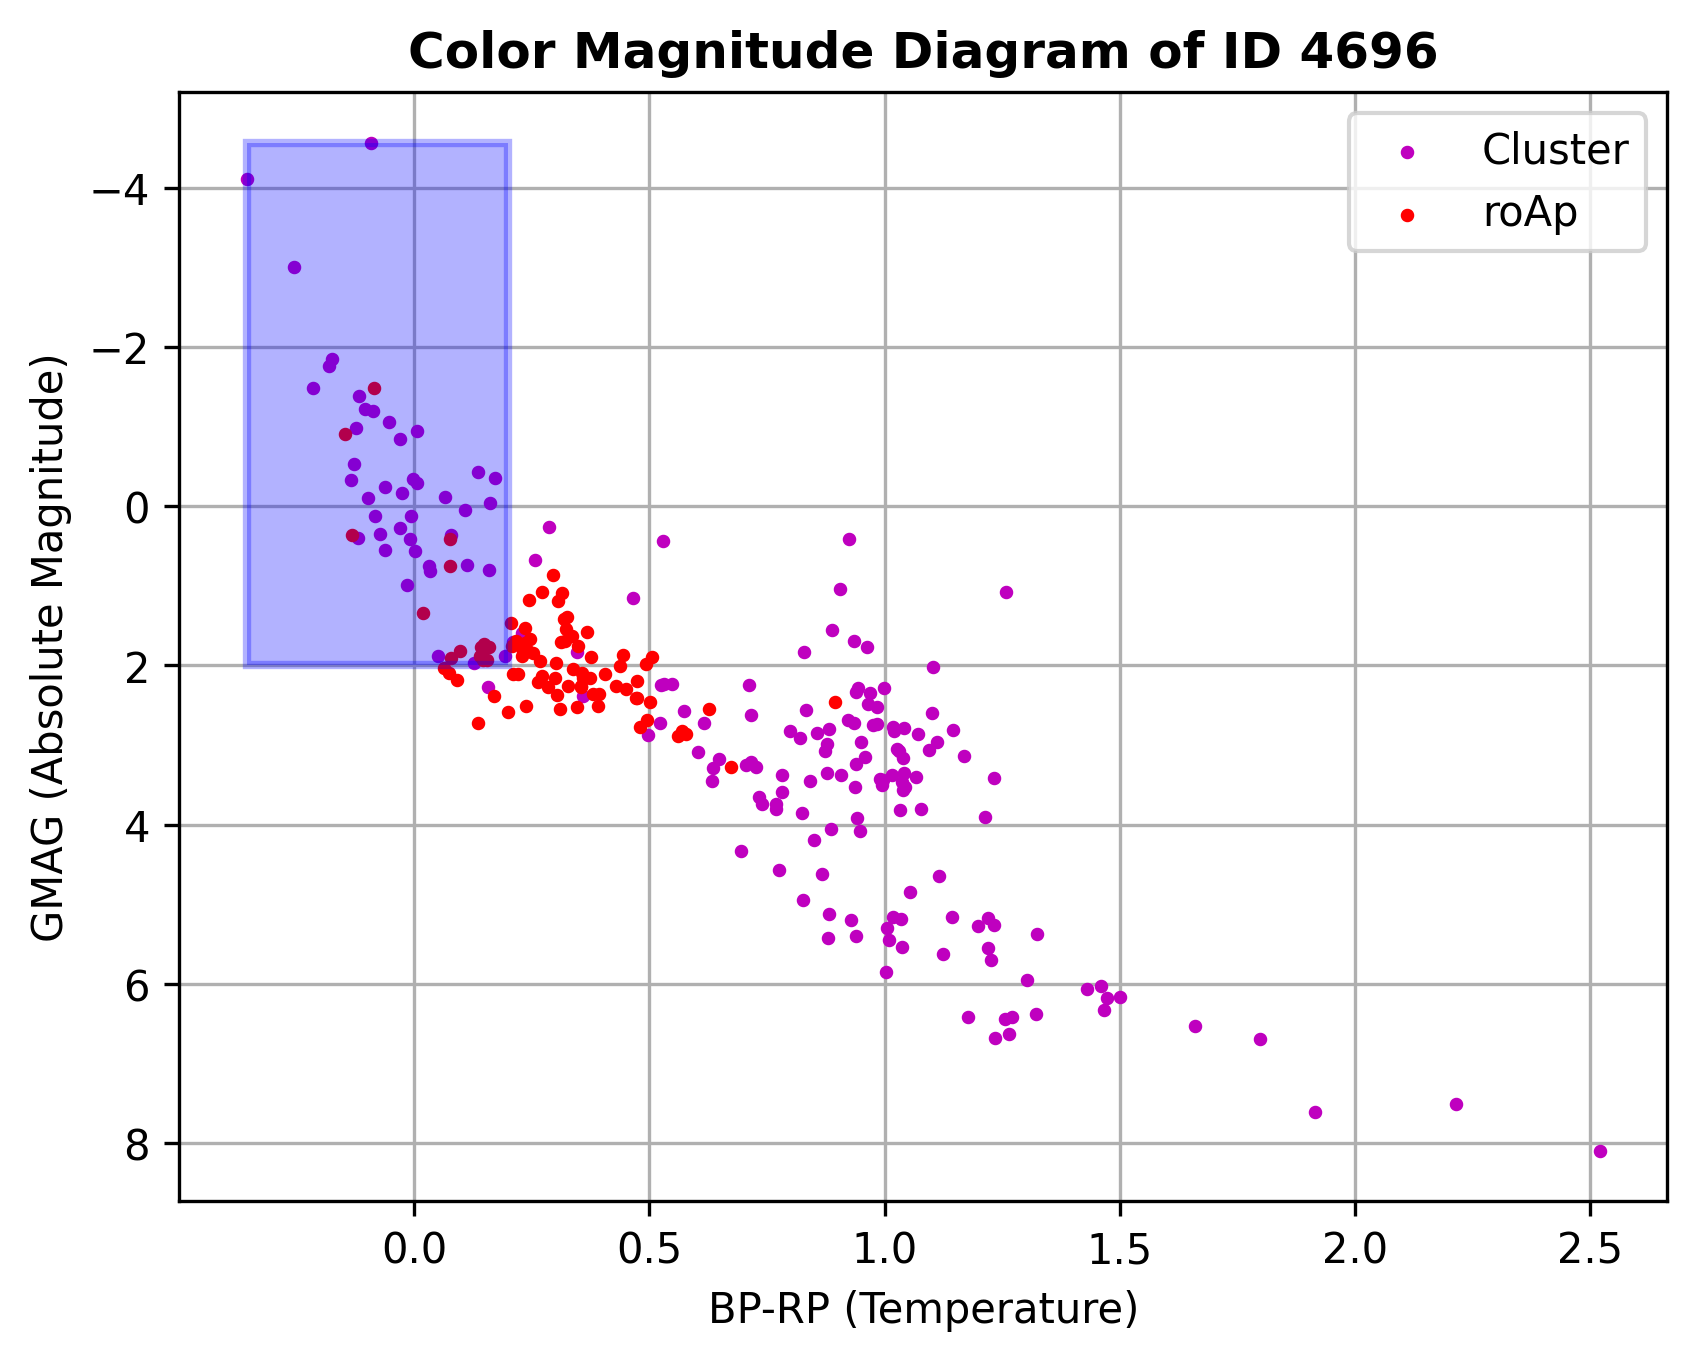 Color Magnitude Diagram of ID 4696
Cluster
roAp
GMAG (Absolute Magnitude)
−4
−2
0
2
4
6
8
0.0 0.5 1.0 1.5 2.0 2.5
BP-RP (Temperature)